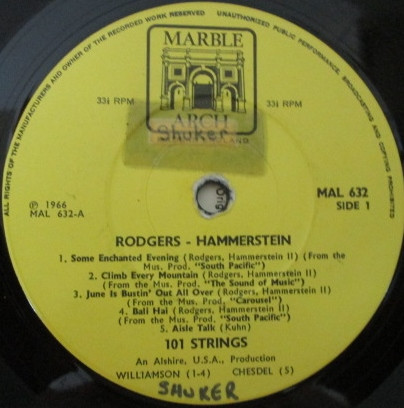 ALL RIGHTS OF THE MANUFACTURERS AND OWNER OF THE RECORDED WORK RESERVED
UNAUTHORIZED PUBLIC PERFORMANCE, BROADCASTING AND COPYING PROHIBITED
MARBLE
33⅓ RPM 33⅓ RPM
ARCH
Shuker
℗ 1966
MAL 632-A
MAL 632
SIDE 1
RODGERS - HAMMERSTEIN
1. Some Enchanted Evening (Rodgers, Hammerstein II) (From the
Mus. Prod. "South Pacific")
2. Climb Every Mountain (Rodgers, Hammerstein II)
(From the Mus. Prod. "The Sound of Music")
3. June Is Bustin' Out All Over (Rodgers, Hammerstein II)
(From the Mus. Prod. "Carousel")
4. Bali Hai (Rodgers, Hammerstein II)
(From the Mus. Prod. "South Pacific")
5. Aisle Talk (Kuhn)
101 STRINGS
An Alshire, U.S.A., Production
WILLIAMSON (1-4) CHESDEL (5)
SHUKER